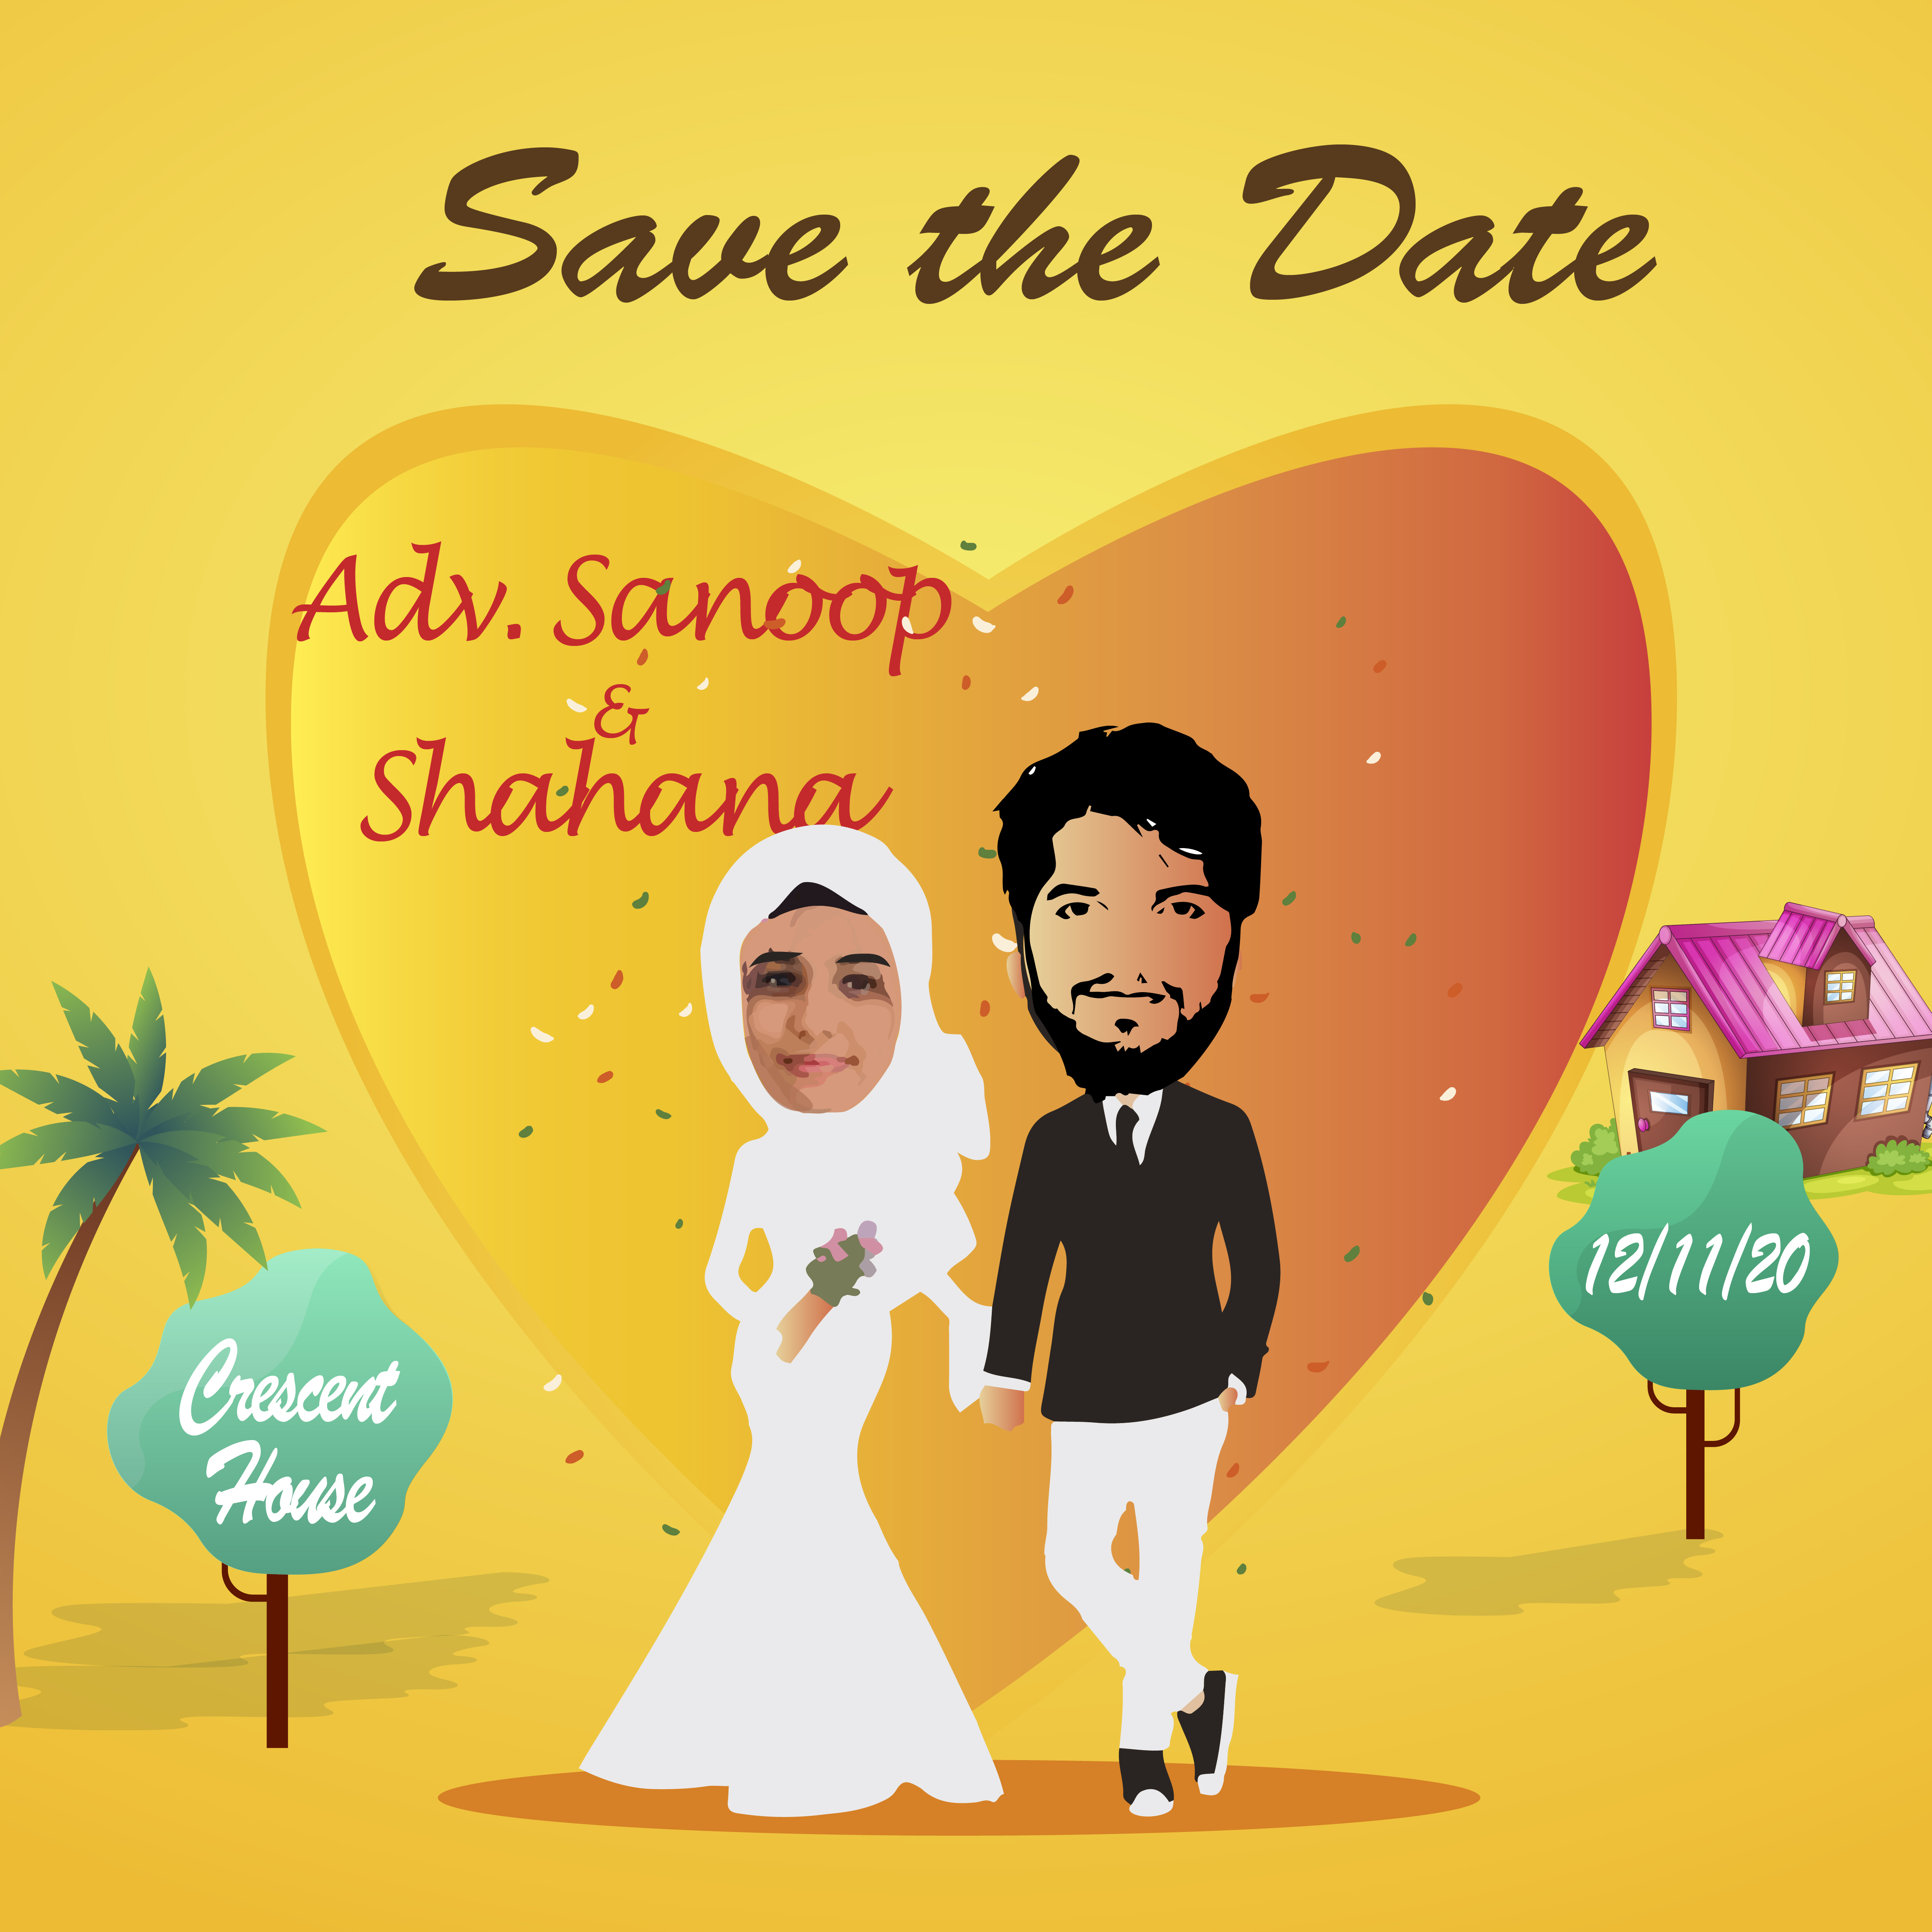 Save the Date
Adv. Sanoop
&
Shahana
Crescent
House
12/11/20